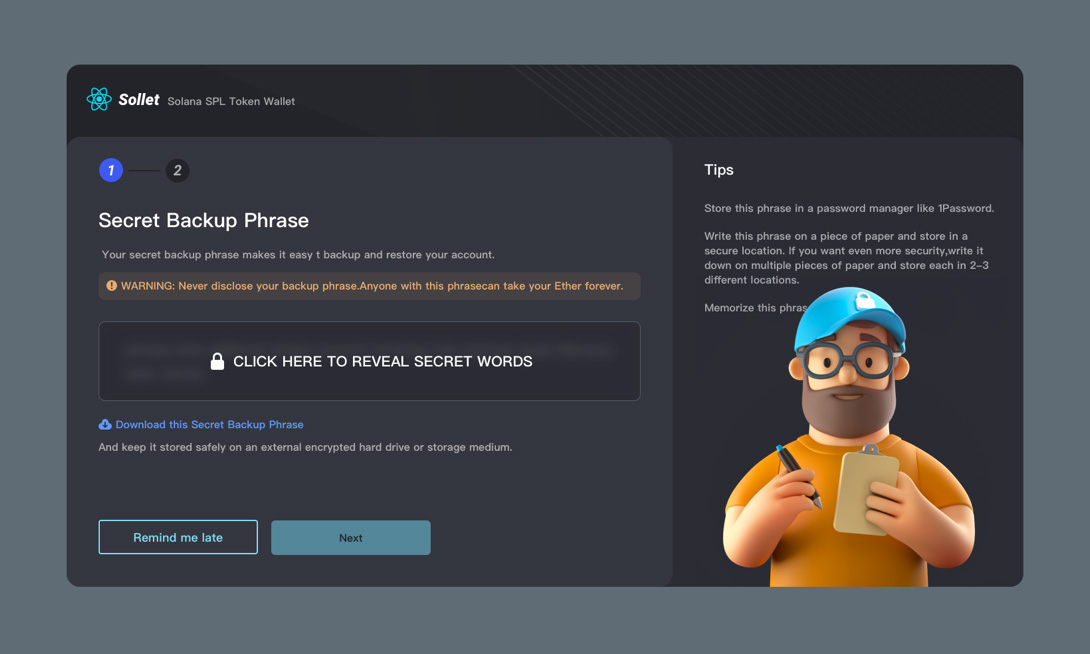 Sollet Solana SPL Token Wallet
1 2
Secret Backup Phrase
Your secret backup phrase makes it easy t backup and restore your account.
WARNING: Never disclose your backup phrase.Anyone with this phrasecan take your Ether forever.
CLICK HERE TO REVEAL SECRET WORDS
Download this Secret Backup Phrase
And keep it stored safely on an external encrypted hard drive or storage medium.
Remind me late
Next
Tips
Store this phrase in a password manager like 1Password.
Write this phrase on a piece of paper and store in a
secure location. If you want even more security,write it
down on multiple pieces of paper and store each in 2-3
different locations.
Memorize this phras